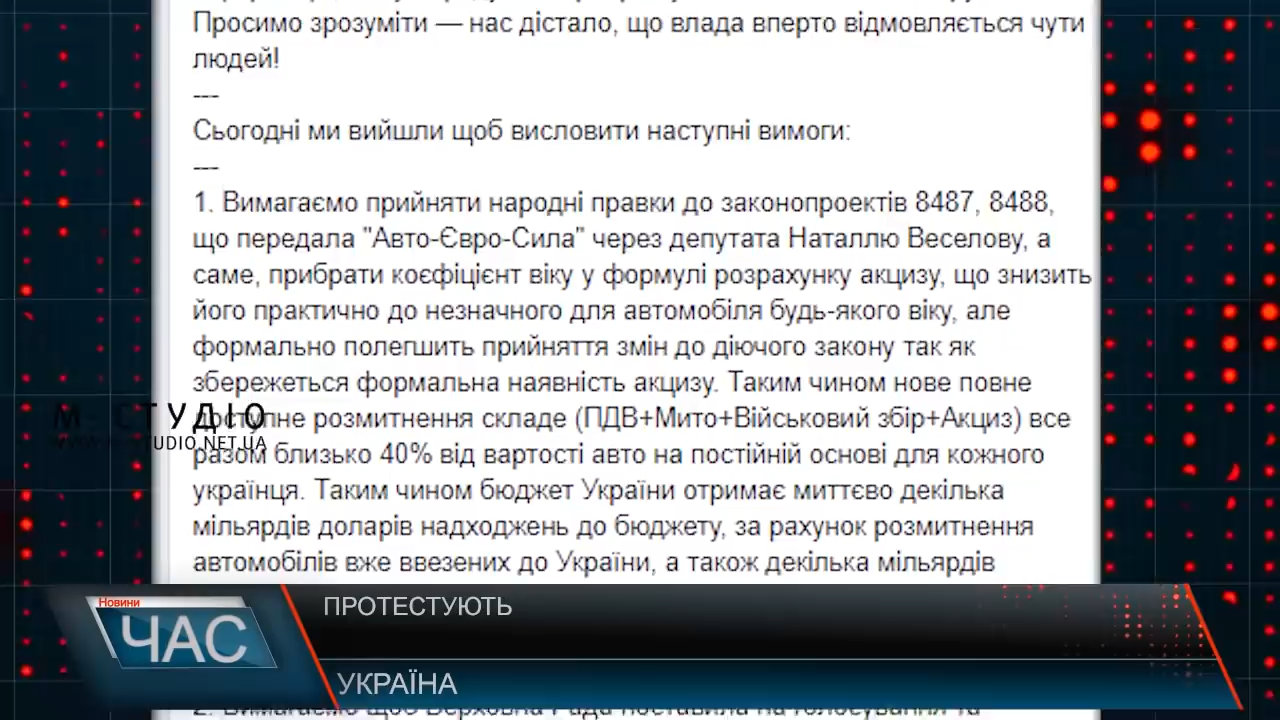 Просимо зрозуміти — нас дістало, що влада вперто відмовляється чути
людей!
---
Сьогодні ми вийшли щоб висловити наступні вимоги:
---
1. Вимагаємо прийняти народні правки до законопроектів 8487, 8488,
що передала "Авто-Євро-Сила" через депутата Наталлю Веселову, а
саме, прибрати коєфіцієнт віку у формулі розрахунку акцизу, що знизить
його практично до незначного для автомобіля будь-якого віку, але
формально полегшить прийняття змін до діючого закону так як
збережеться формальна наявність акцизу. Таким чином нове повне
доступне розмитнення складе (ПДВ+Мито+Військовий збір+Акциз) все
разом близько 40% від вартості авто на постійній основі для кожного
українця. Таким чином бюджет України отримає миттєво декілька
мільярдів доларів надходжень до бюджету, за рахунок розмитнення
автомобілів вже ввезених до України, а також декілька мільярдів
М СТУДІО
STUDIO.NET.UA
Новини
ЧАС
ПРОТЕСТУЮТЬ
УКРАЇНА